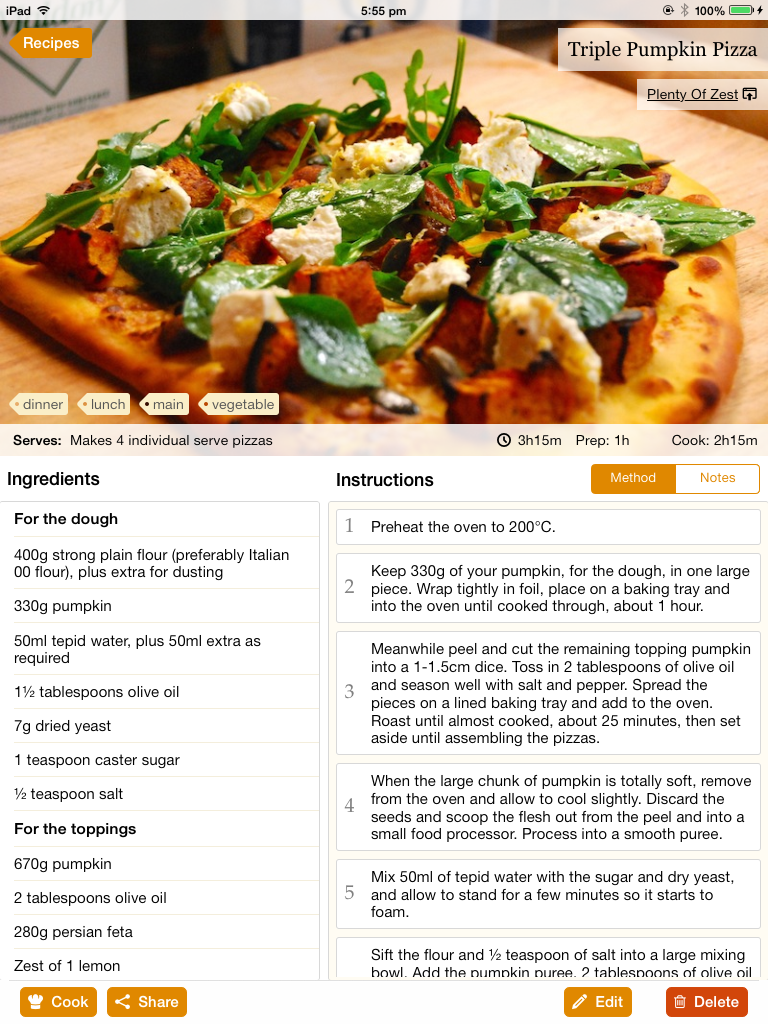 iPad
5:55 pm
100%
Recipes
Triple Pumpkin Pizza
Plenty Of Zest
dinner
lunch
main
vegetable
Serves: Makes 4 individual serve pizzas
3h15m
Prep: 1h
Cook: 2h15m
Ingredients
For the dough
400g strong plain flour (preferably Italian
00 flour), plus extra for dusting
330g pumpkin
50ml tepid water, plus 50ml extra as
required
1½ tablespoons olive oil
7g dried yeast
1 teaspoon caster sugar
½ teaspoon salt
For the toppings
670g pumpkin
2 tablespoons olive oil
280g persian feta
Zest of 1 lemon
Instructions
Method
Notes
1
Preheat the oven to 200°C.
2
Keep 330g of your pumpkin, for the dough, in one large
piece. Wrap tightly in foil, place on a baking tray and
into the oven until cooked through, about 1 hour.
3
Meanwhile peel and cut the remaining topping pumpkin
into a 1-1.5cm dice. Toss in 2 tablespoons of olive oil
and season well with salt and pepper. Spread the
pieces on a lined baking tray and add to the oven.
Roast until almost cooked, about 25 minutes, then set
aside until assembling the pizzas.
4
When the large chunk of pumpkin is totally soft, remove
from the oven and allow to cool slightly. Discard the
seeds and scoop the flesh out from the peel and into a
small food processor. Process into a smooth puree.
5
Mix 50ml of tepid water with the sugar and dry yeast,
and allow to stand for a few minutes so it starts to
foam.
Sift the flour and ½ teaspoon of salt into a large mixing
bowl. Add the pumpkin puree, 2 tablespoons of olive oil
Cook
Share
Edit
Delete